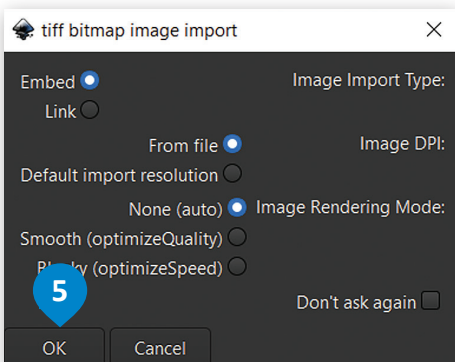 tiff bitmap image import
Embed Image Import Type:
Link
From file Image DPI:
Default import resolution
None (auto) Image Rendering Mode:
Smooth (optimizeQuality)
(optimizeSpeed)
Don't ask again
5
OK Cancel